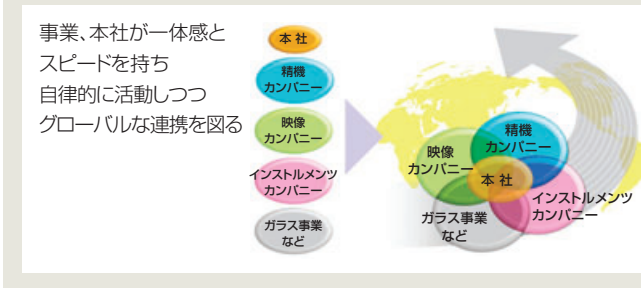 事業、本社が一体感と
スピードを持ち
自律的に活動しつつ
グローバルな連携を図る
本 社
精機
カンパニー
映像
カンパニー
インストルメンツ
カンパニー
ガラス事業
など
精機
カンパニー
映像
カンパニー
本 社
インストルメンツ
カンパニー
ガラス事業
など